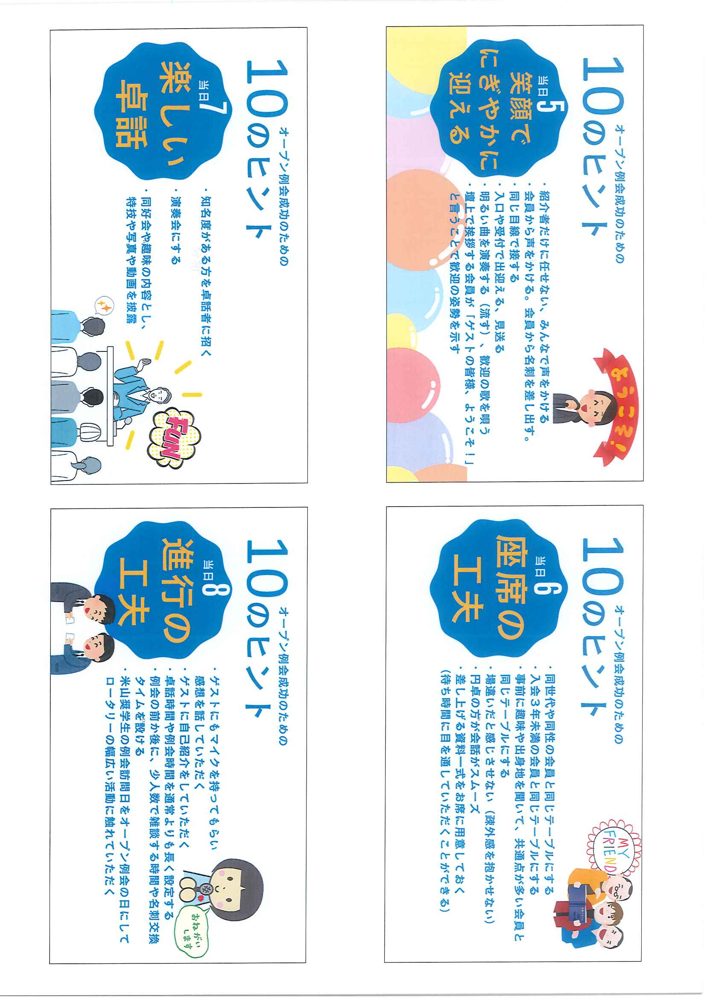 オープン例会成功のための
10のヒント
当日5
笑顔で
にぎやかに
迎える
・紹介者だけに任せない、みんなで声をかける
・会員から声をかける。会員から名刺を差し出す。
・同じ目線で接する
・入口や受付で出迎える、見送る
・明るい曲を演奏する（流す）、歓迎の歌を唄う
・壇上で挨拶する会員が「ゲストの皆様、ようこそ！」
と言うことで歓迎の姿勢を示す
ようこそ！
オープン例会成功のための
10のヒント
当日6
座席の
工夫
・同世代や同性の会員と同じテーブルにする
・入会３年未満の会員と同じテーブルにする
・事前に趣味や出身地を聞いて、共通点が多い会員と
同じテーブルにする
・場違いだと感じさせない（疎外感を抱かせない）
・円卓の方が会話がスムーズ
・差し上げる資料一式をお席に用意しておく
（待ち時間に目を通していただくことができる）
MY
FRIEND
オープン例会成功のための
10のヒント
当日7
楽しい
卓話
・知名度がある方を卓話者に招く
・演奏会にする
・同好会や趣味の内容とし、
特技や写真や動画を披露
FUN
オープン例会成功のための
10のヒント
当日8
進行の
工夫
・ゲストにもマイクを持ってもらい
感想を話していただく
・ゲストに自己紹介をしていただく
・卓話時間や例会時間を通常よりも長く設定する
・例会の前か後に、少人数で雑談する時間や名刺交換
タイムを設ける
・米山奨学生の例会訪問日をオープン例会の日にして
ロータリーの幅広い活動に触れていただく
おねがい
します